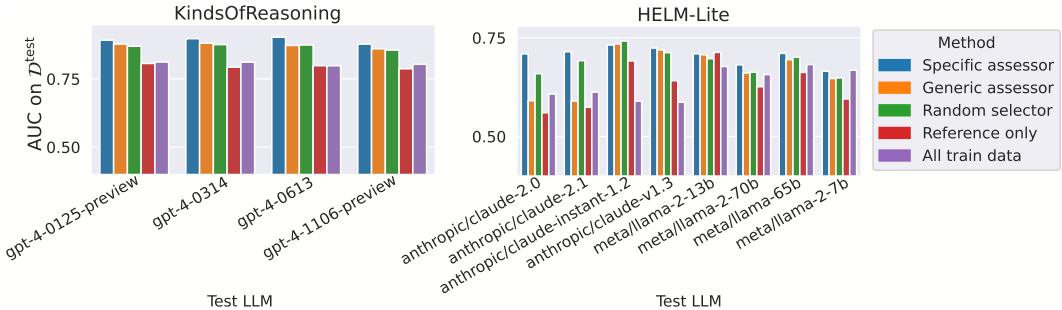 KindsOfReasoning
AUC on 𝒟test
0.75
0.50
gpt-4-0125-preview
gpt-4-0314
gpt-4-0613
gpt-4-1106-preview
Test LLM
HELM-Lite
0.75
0.50
anthropic/claude-2.0
anthropic/claude-2.1
anthropic/claude-instant-1.2
anthropic/claude-v1.3
meta/llama-2-13b
meta/llama-2-70b
meta/llama-65b
meta/llama-2-7b
Test LLM
Method
Specific assessor
Generic assessor
Random selector
Reference only
All train data